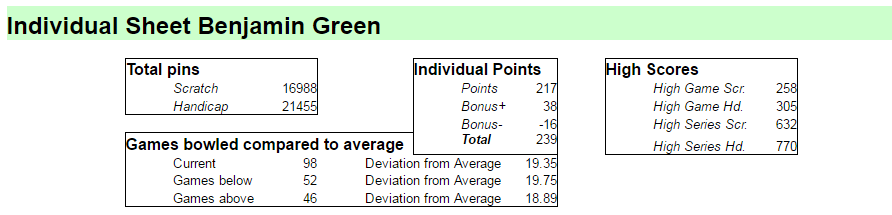 Individual Sheet Benjamin Green
Total pins
Scratch 16988
Handicap 21455
Individual Points
Points 217
Bonus+ 38
Bonus- -16
Total 239
High Scores
High Game Scr. 258
High Game Hd. 305
High Series Scr. 632
High Series Hd. 770
Games bowled compared to average
Current 98 Deviation from Average 19.35
Games below 52 Deviation from Average 19.75
Games above 46 Deviation from Average 18.89